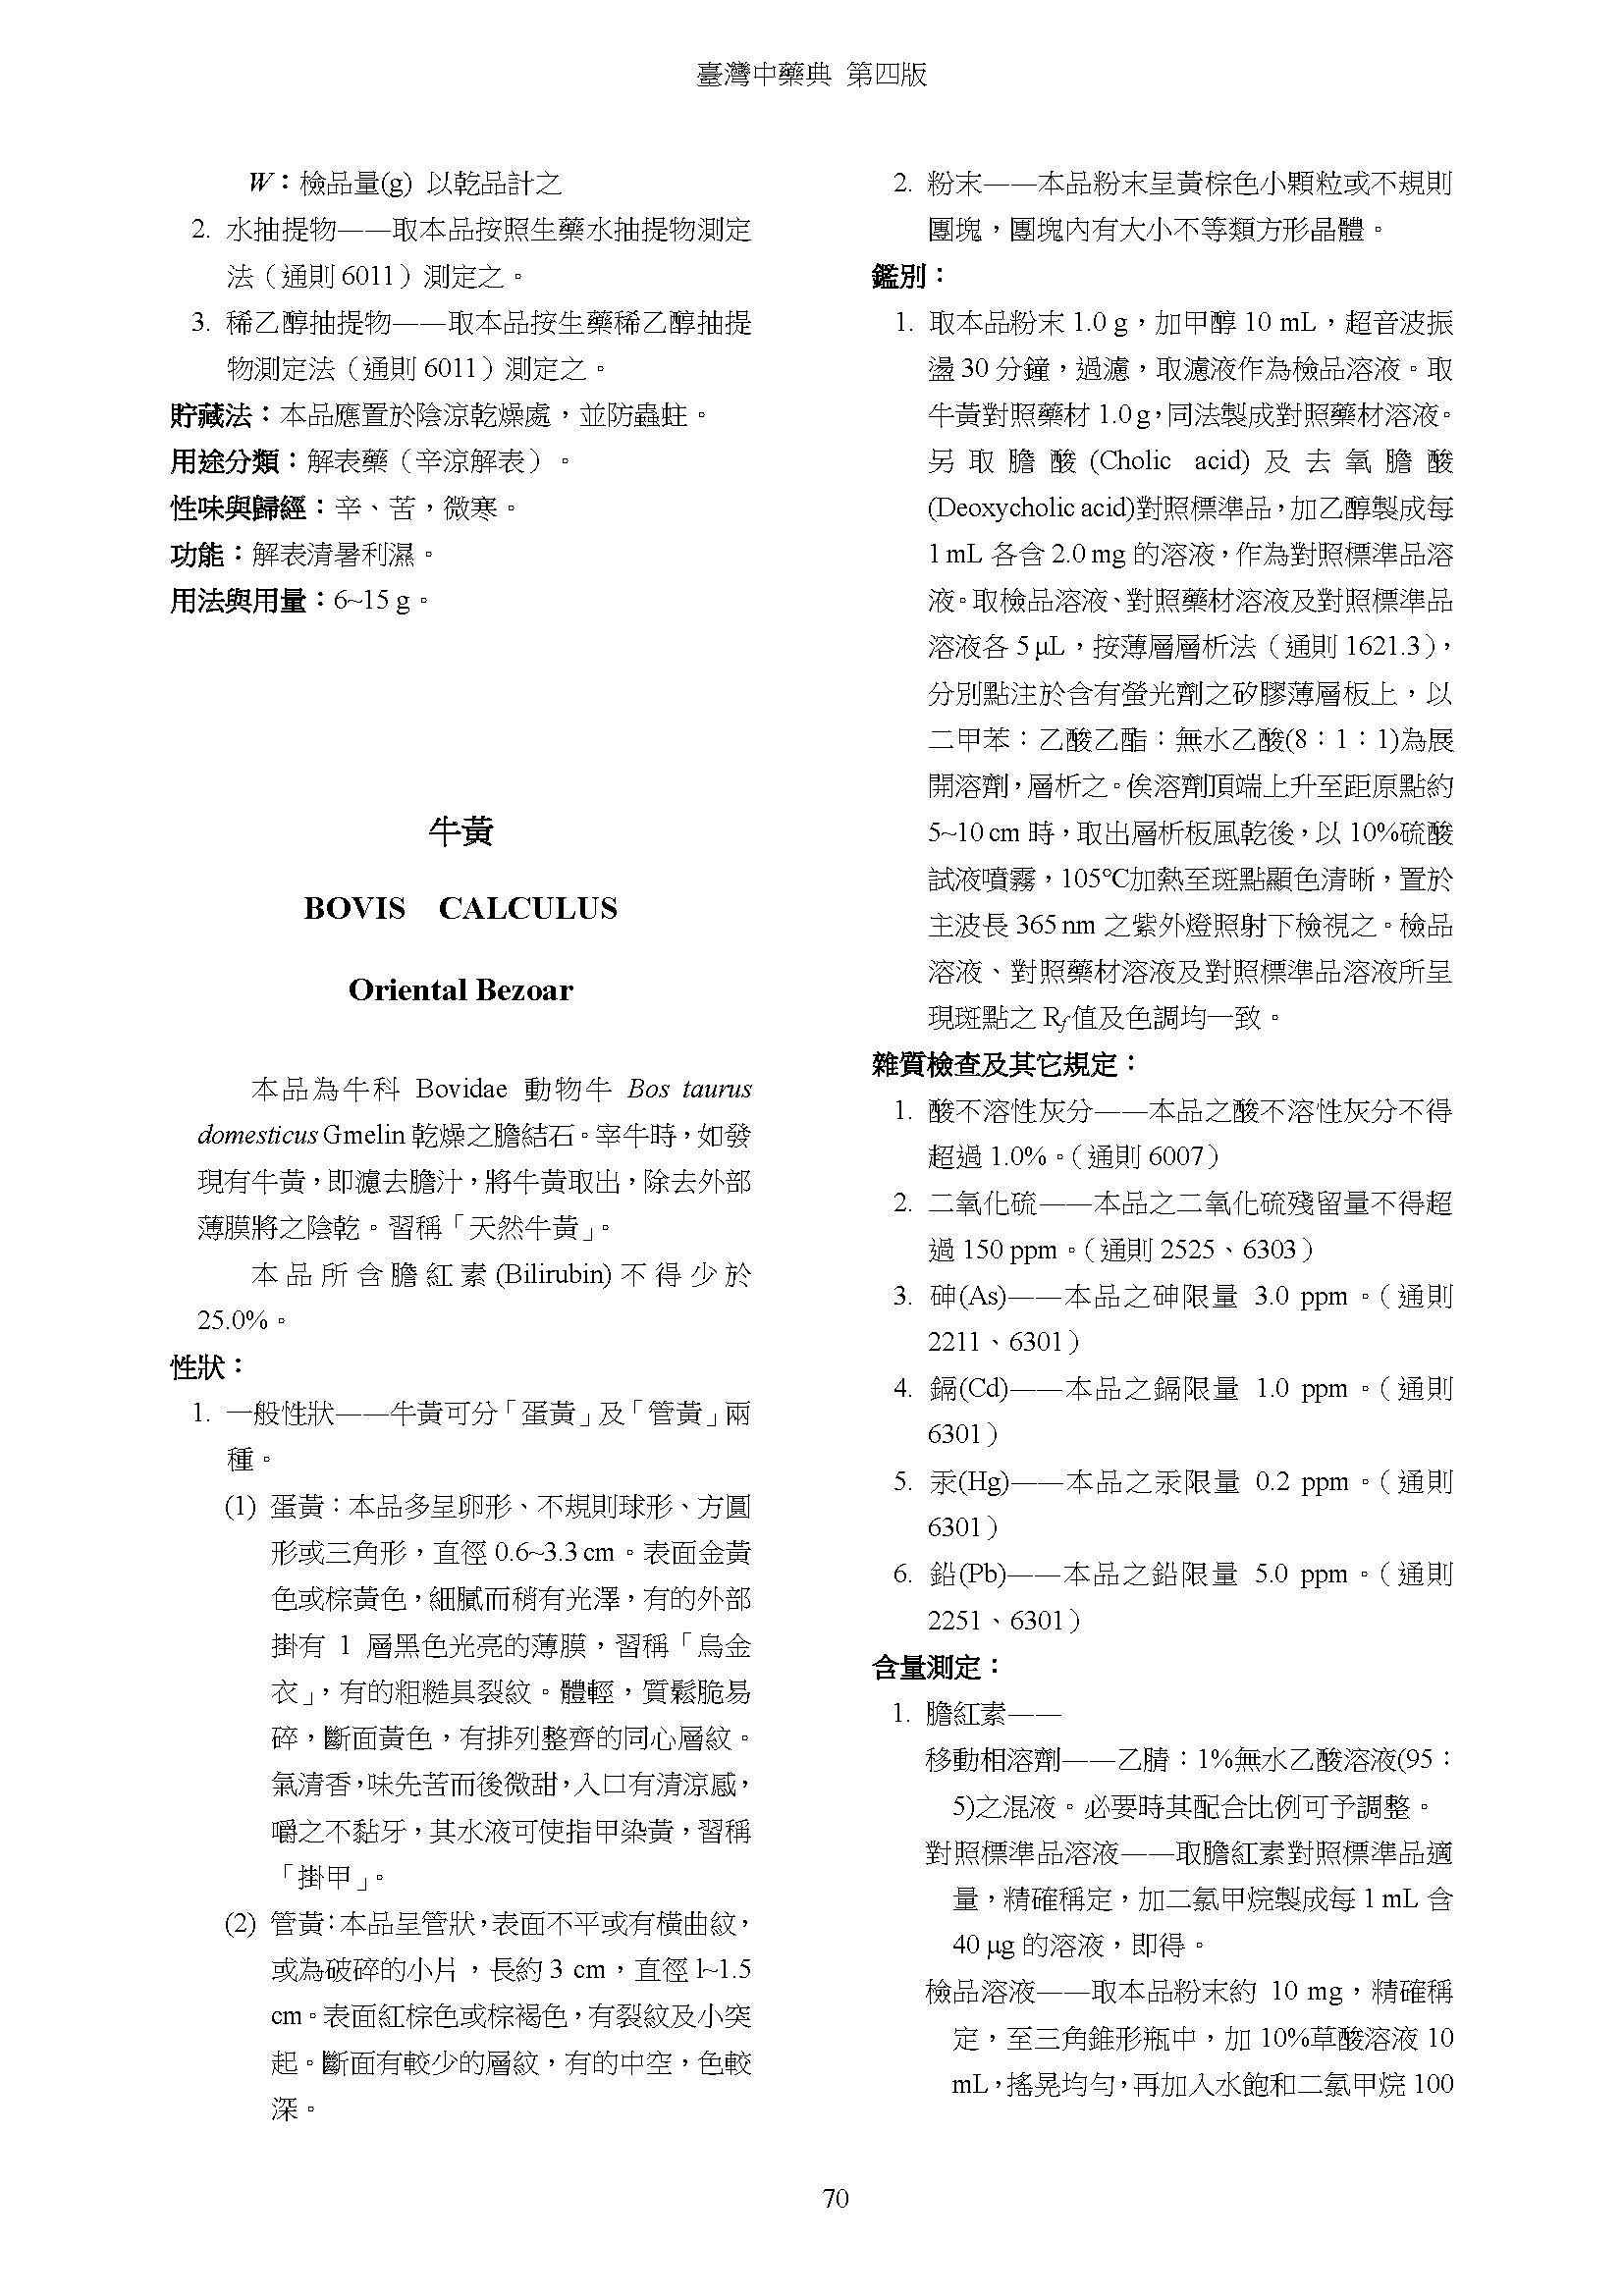 臺灣中藥典 第四版
W：檢品量(g) 以乾品計之
2. 水抽提物——取本品按照生藥水抽提物測定
法（通則 6011）測定之。
3. 稀乙醇抽提物——取本品按生藥稀乙醇抽提
物測定法（通則 6011）測定之。
貯藏法：本品應置於陰涼乾燥處，並防蟲蛀。
用途分類：解表藥（辛涼解表）。
性味與歸經：辛、苦，微寒。
功能：解表清暑利濕。
用法與用量：6~15 g。
牛黃
BOVIS CALCULUS
Oriental Bezoar
本品為牛科 Bovidae 動物牛 Bos taurus
domesticus Gmelin 乾燥之膽結石。宰牛時，如發
現有牛黃，即濾去膽汁，將牛黃取出，除去外部
薄膜將之陰乾。習稱「天然牛黃」。
本品所含膽紅素(Bilirubin)不得少於
25.0%。
性狀：
1. 一般性狀——牛黃可分「蛋黃」及「管黃」兩
種。
(1) 蛋黃：本品多呈卵形、不規則球形、方圓
形或三角形，直徑 0.6~3.3 cm。表面金黃
色或棕黃色，細膩而稍有光澤，有的外部
掛有 1 層黑色光亮的薄膜，習稱「烏金
衣」，有的粗糙具裂紋。體輕，質鬆脆易
碎，斷面黃色，有排列整齊的同心層紋。
氣清香，味先苦而後微甜，入口有清涼感，
嚼之不黏牙，其水液可使指甲染黃，習稱
「掛甲」。
(2) 管黃：本品呈管狀，表面不平或有橫曲紋，
或為破碎的小片，長約 3 cm，直徑 l~1.5
cm。表面紅棕色或棕褐色，有裂紋及小突
起。斷面有較少的層紋，有的中空，色較
深。
2. 粉末——本品粉末呈黃棕色小顆粒或不規則
團塊，團塊內有大小不等類方形晶體。
鑑別：
1. 取本品粉末 1.0 g，加甲醇 10 mL，超音波振
盪 30 分鐘，過濾，取濾液作為檢品溶液。取
牛黃對照藥材 1.0 g，同法製成對照藥材溶液。
另取膽酸(Cholic acid)及去氧膽酸
(Deoxycholic acid)對照標準品，加乙醇製成每
1 mL 各含 2.0 mg 的溶液，作為對照標準品溶
液。取檢品溶液、對照藥材溶液及對照標準品
溶液各 5 μL，按薄層層析法（通則 1621.3），
分別點注於含有螢光劑之矽膠薄層板上，以
二甲苯：乙酸乙酯：無水乙酸(8：1：1)為展
開溶劑，層析之。俟溶劑頂端上升至距原點約
5~10 cm 時，取出層析板風乾後，以 10%硫酸
試液噴霧，105℃加熱至斑點顯色清晰，置於
主波長 365 nm 之紫外燈照射下檢視之。檢品
溶液、對照藥材溶液及對照標準品溶液所呈
現斑點之 Rf值及色調均一致。
雜質檢查及其它規定：
1. 酸不溶性灰分——本品之酸不溶性灰分不得
超過 1.0%。（通則 6007）
2. 二氧化硫——本品之二氧化硫殘留量不得超
過 150 ppm。（通則 2525、6303）
3. 砷(As)——本品之砷限量 3.0 ppm。（通則
2211、6301）
4. 鎘(Cd)——本品之鎘限量 1.0 ppm。（通則
6301）
5. 汞(Hg)——本品之汞限量 0.2 ppm。（通則
6301）
6. 鉛(Pb)——本品之鉛限量 5.0 ppm。（通則
2251、6301）
含量測定：
1. 膽紅素——
移動相溶劑——乙腈：1%無水乙酸溶液(95：
5)之混液。必要時其配合比例可予調整。
對照標準品溶液——取膽紅素對照標準品適
量，精確稱定，加二氯甲烷製成每 1 mL 含
40 μg 的溶液，即得。
檢品溶液——取本品粉末約 10 mg，精確稱
定，至三角錐形瓶中，加 10%草酸溶液 10
mL，搖晃均勻，再加入水飽和二氯甲烷 100
70